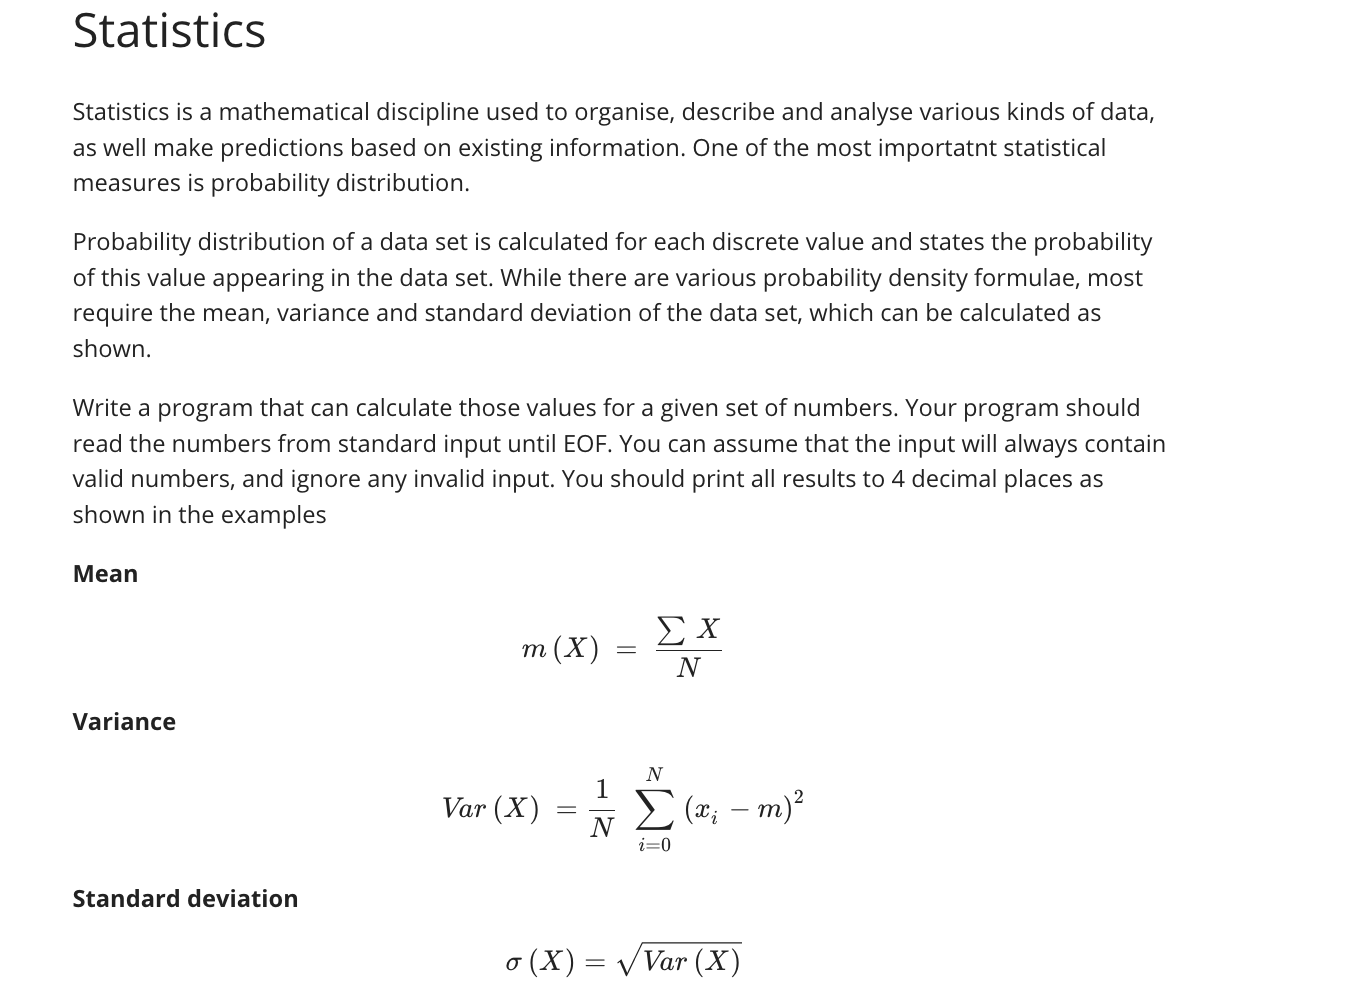 Statistics
Statistics is a mathematical discipline used to organise, describe and analyse various kinds of data,
as well make predictions based on existing information. One of the most importatnt statistical
measures is probability distribution.
Probability distribution of a data set is calculated for each discrete value and states the probability
of this value appearing in the data set. While there are various probability density formulae, most
require the mean, variance and standard deviation of the data set, which can be calculated as
shown.
Write a program that can calculate those values for a given set of numbers. Your program should
read the numbers from standard input until EOF. You can assume that the input will always contain
valid numbers, and ignore any invalid input. You should print all results to 4 decimal places as
shown in the examples
Mean
m (X) = ∑ X / N
Variance
Var (X) = 1/N ∑_{i=0}^{N} (x_i − m)^2
Standard deviation
σ (X) = √Var (X)